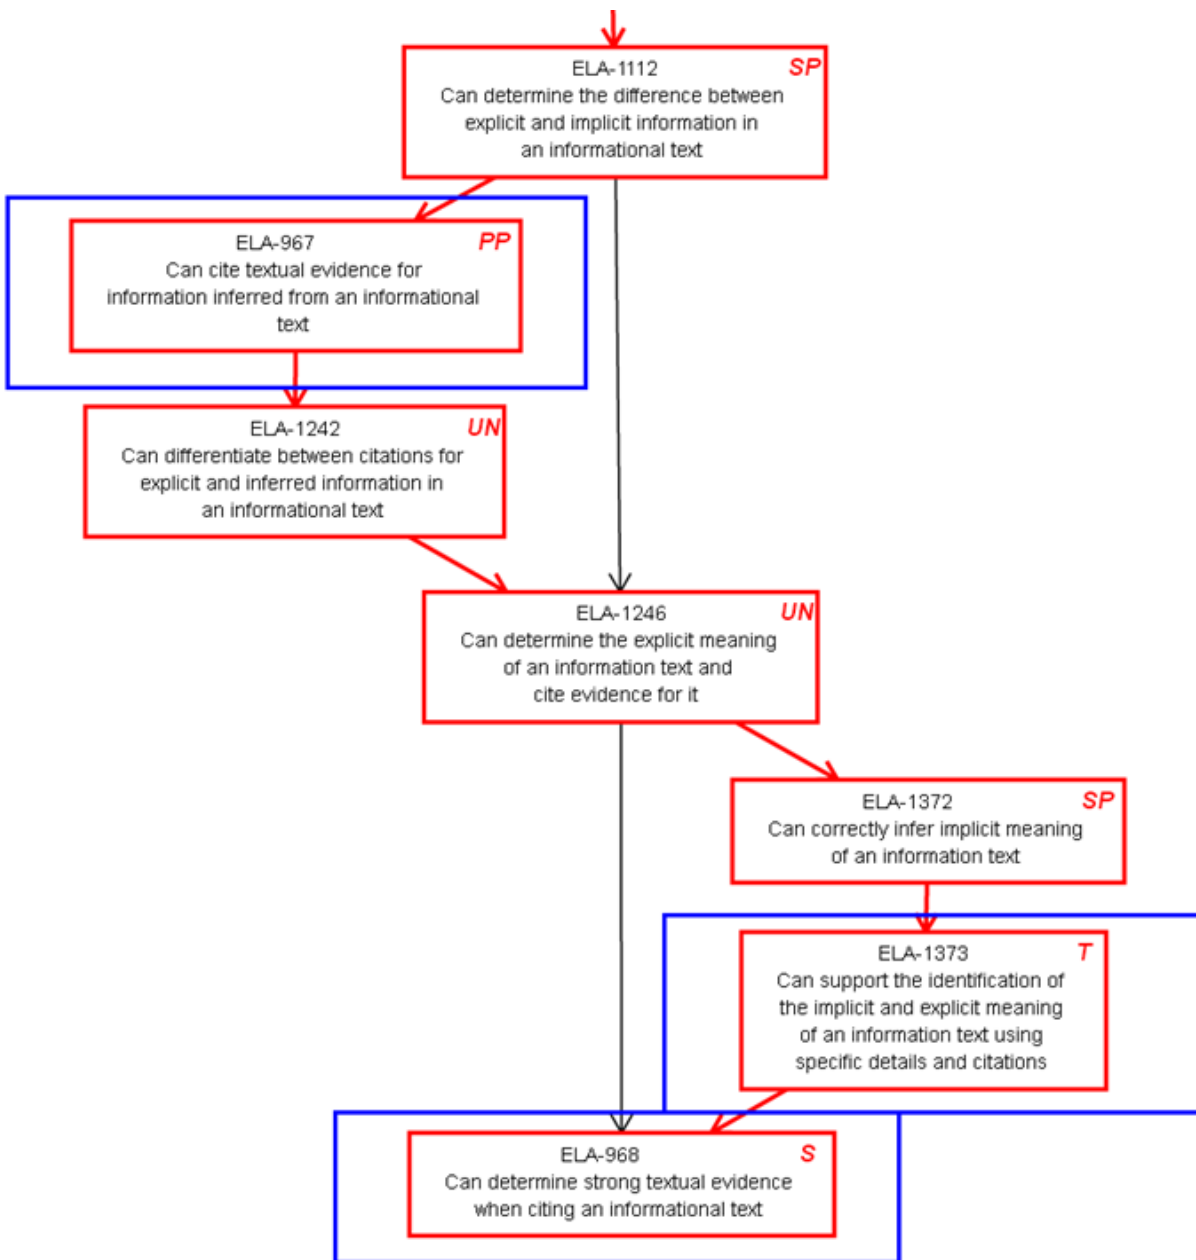 ELA-1112 SP
Can determine the difference between
explicit and implicit information in
an informational text
ELA-967 PP
Can cite textual evidence for
information inferred from an informational
text
ELA-1242 UN
Can differentiate between citations for
explicit and inferred information in
an informational text
ELA-1246 UN
Can determine the explicit meaning
of an information text and
cite evidence for it
ELA-1372 SP
Can correctly infer implicit meaning
of an information text
ELA-1373 T
Can support the identification of
the implicit and explicit meaning
of an information text using
specific details and citations
ELA-968 S
Can determine strong textual evidence
when citing an informational text